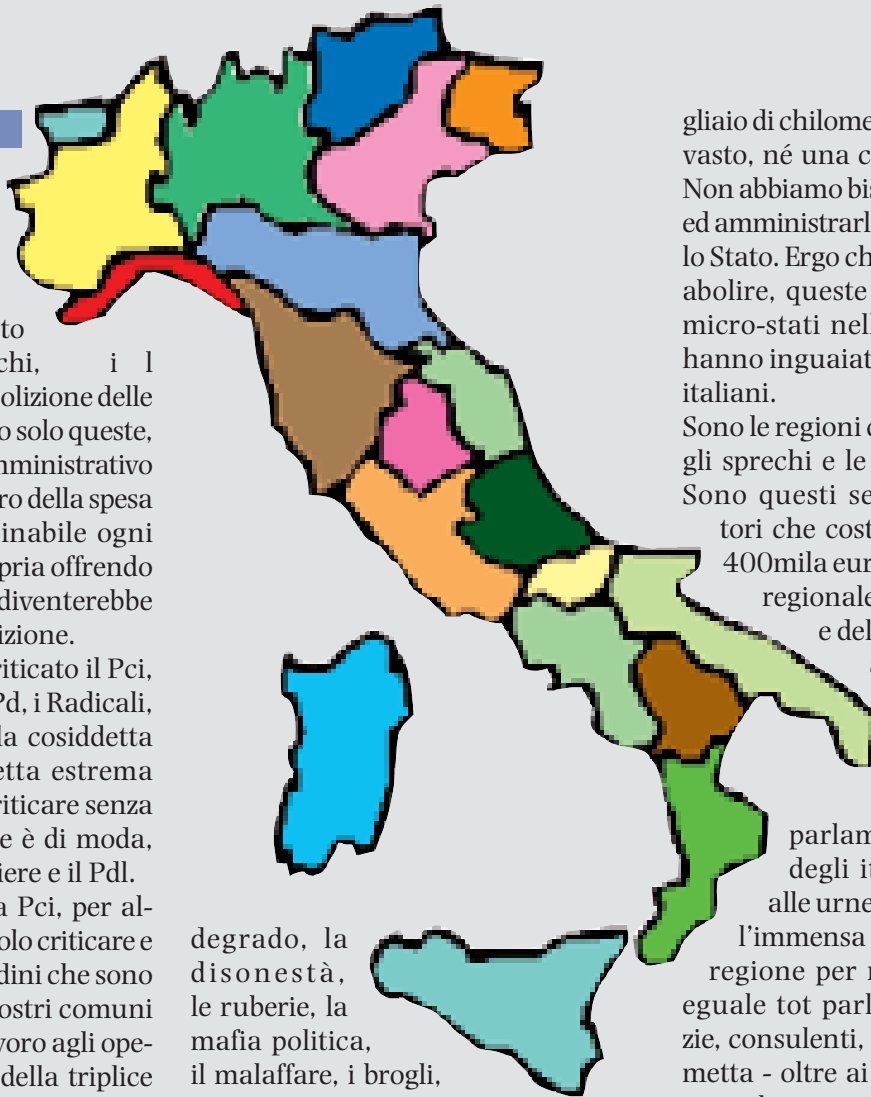 to
chi, i l
olizione delle
o solo queste,
mministrativo
ro della spesa
inabile ogni
pria offrendo
diventerebbe
izione.
riticato il Pci,
Pd, i Radicali,
la cosiddetta
etta estrema
riticare senza
e è di moda,
iere e il Pdl.
a Pci, per al-
olo criticare e
dini che sono
ostri comuni
voro agli ope-
della triplice
degrado, la
disonestà,
le ruberie, la
mafia politica,
il malaffare, i brogli,
gliaio di chilome
vasto, né una c
Non abbiamo bis
ed amministrarl
lo Stato. Ergo ch
abolire, queste
micro-stati nell
hanno inguaiat
italiani.
Sono le regioni c
gli sprechi e le
Sono questi se
tori che cost
400mila eur
regionale
e del
parlam
degli it
alle urne
l'immensa
regione per r
eguale tot parl
zie, consulenti,
metta - oltre ai